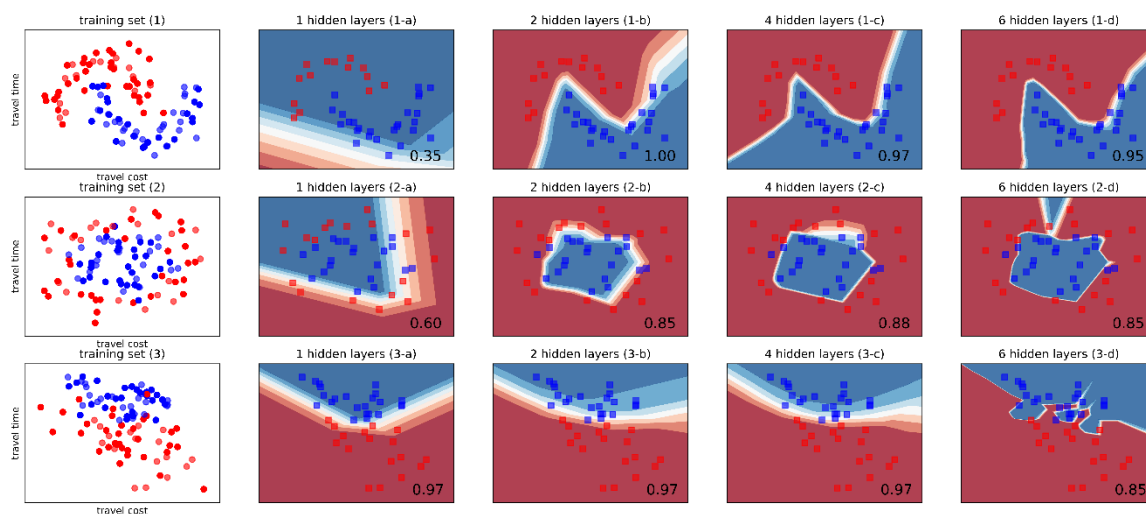 training set (1)
1 hidden layers (1-a)
2 hidden layers (1-b)
4 hidden layers (1-c)
6 hidden layers (1-d)
travel time
0.35
1.00
0.97
0.95
travel cost
training set (2)
1 hidden layers (2-a)
2 hidden layers (2-b)
4 hidden layers (2-c)
6 hidden layers (2-d)
travel time
0.60
0.85
0.88
0.85
travel cost
training set (3)
1 hidden layers (3-a)
2 hidden layers (3-b)
4 hidden layers (3-c)
6 hidden layers (3-d)
travel time
0.97
0.97
0.97
0.85
travel cost